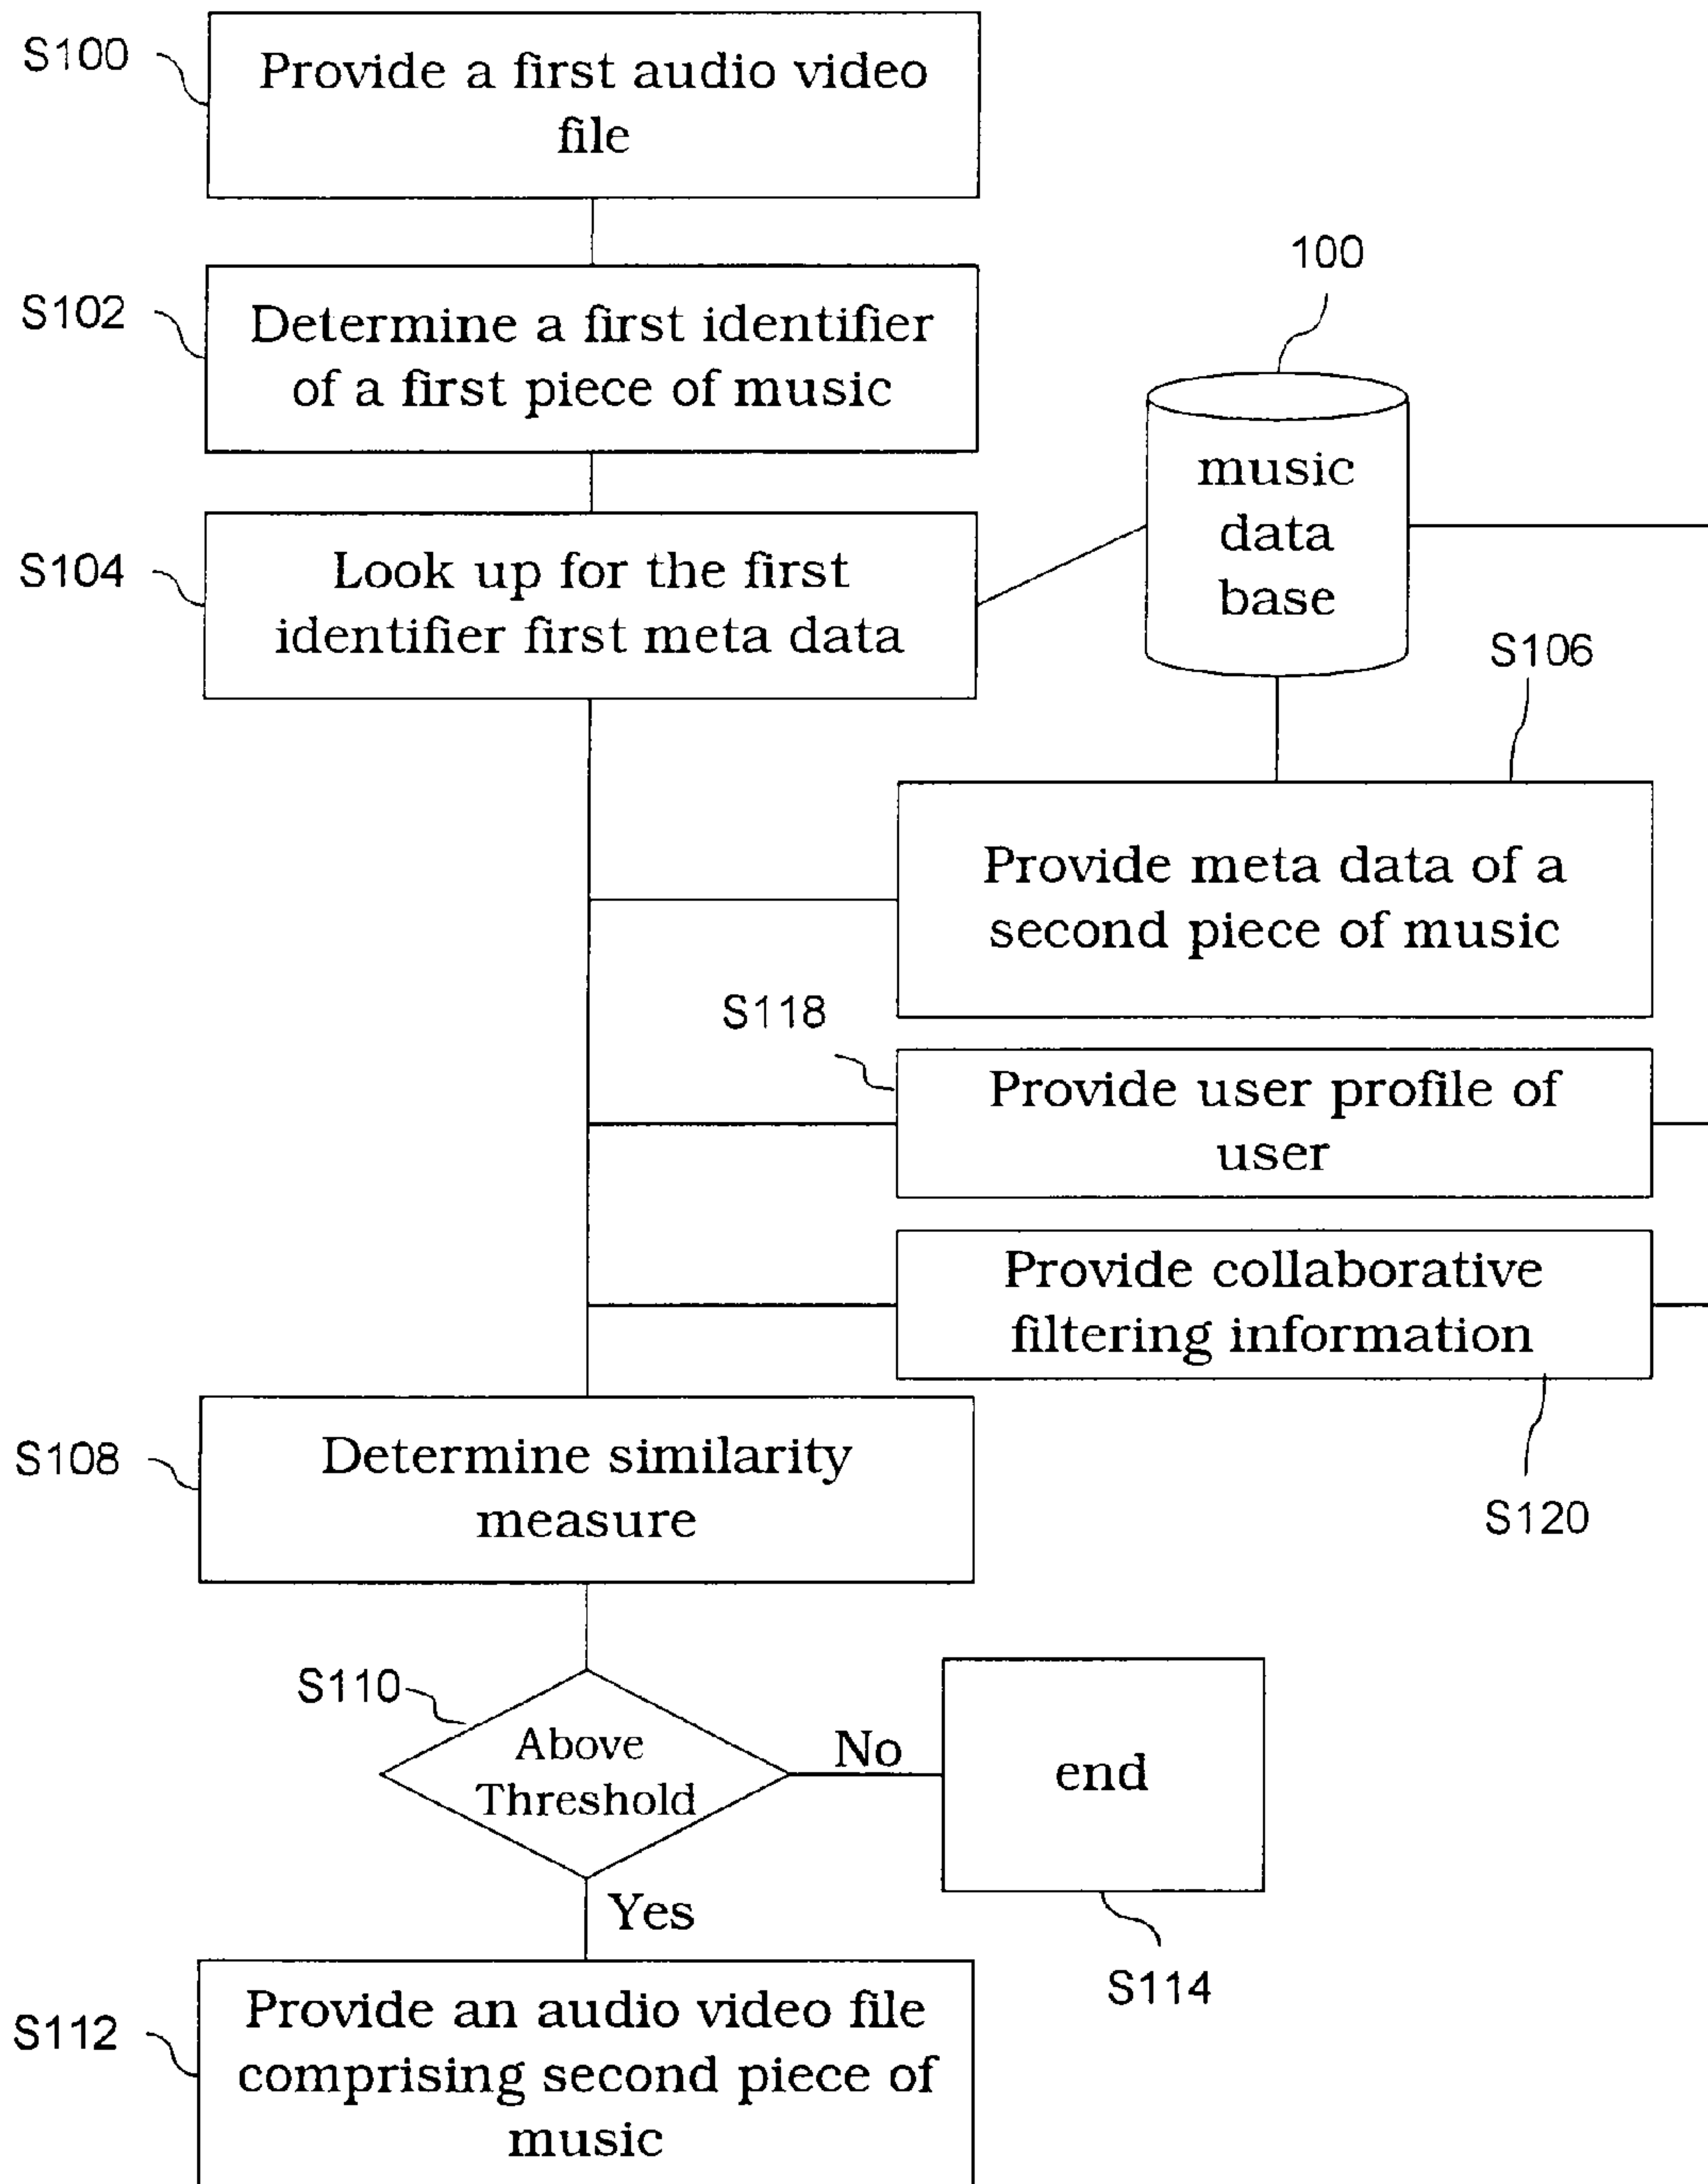 S100
Provide a first audio video
file
S102
Determine a first identifier
of a first piece of music
100
music
data
base
S104
Look up for the first
identifier first meta data
S106
Provide meta data of a
second piece of music
S118
Provide user profile of
user
Provide collaborative
filtering information
S120
S108
Determine similarity
measure
S110
Above
Threshold
No
end
S114
Yes
S112
Provide an audio video file
comprising second piece of
music